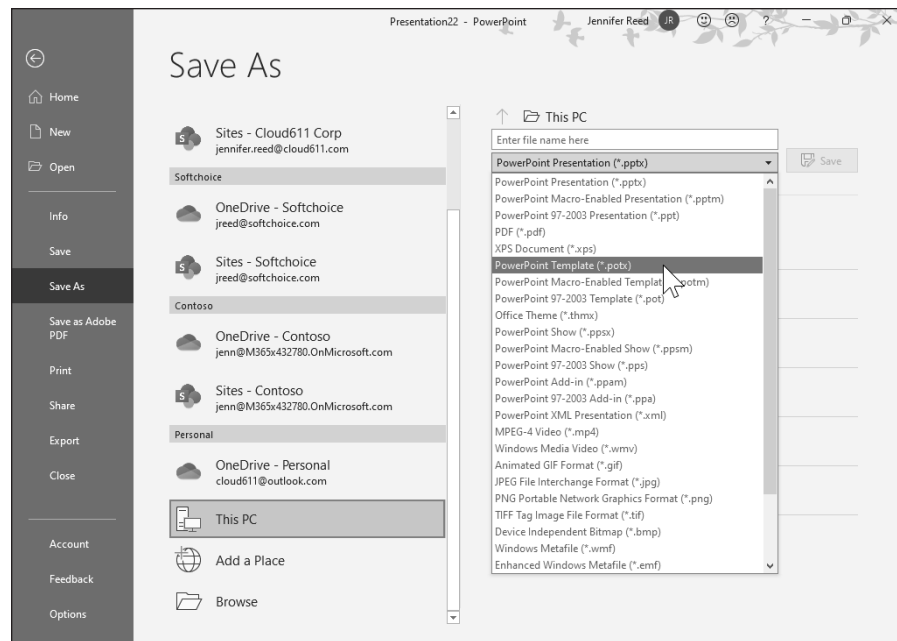 Presentation22 - PowerPoint
Jennifer Reed
JR
?
Home
New
Open
Info
Save
Save As
Save as Adobe
PDF
Print
Share
Export
Close
Account
Feedback
Options
Save As
S
Sites - Cloud611 Corp
jennifer.reed@cloud611.com
Softchoice
OneDrive - Softchoice
jreed@softchoice.com
S
Sites - Softchoice
jreed@softchoice.com
Contoso
OneDrive - Contoso
jenn@M365x432780.OnMicrosoft.com
S
Sites - Contoso
jenn@M365x432780.OnMicrosoft.com
Personal
OneDrive - Personal
cloud611@outlook.com
This PC
Add a Place
Browse
This PC
Enter file name here
PowerPoint Presentation (*.pptx)
Save
PowerPoint Presentation (*.pptx)
PowerPoint Macro-Enabled Presentation (*.pptm)
PowerPoint 97-2003 Presentation (*.ppt)
PDF (*.pdf)
XPS Document (*.xps)
PowerPoint Template (*.potx)
PowerPoint Macro-Enabled Template (*.potm)
PowerPoint 97-2003 Template (*.pot)
Office Theme (*.thmx)
PowerPoint Show (*.ppsx)
PowerPoint Macro-Enabled Show (*.ppsm)
PowerPoint 97-2003 Show (*.pps)
PowerPoint Add-in (*.ppam)
PowerPoint 97-2003 Add-in (*.ppa)
PowerPoint XML Presentation (*.xml)
MPEG-4 Video (*.mp4)
Windows Media Video (*.wmv)
Animated GIF Format (*.gif)
JPEG File Interchange Format (*.jpg)
PNG Portable Network Graphics Format (*.png)
TIFF Tag Image File Format (*.tif)
Device Independent Bitmap (*.bmp)
Windows Metafile (*.wmf)
Enhanced Windows Metafile (*.emf)